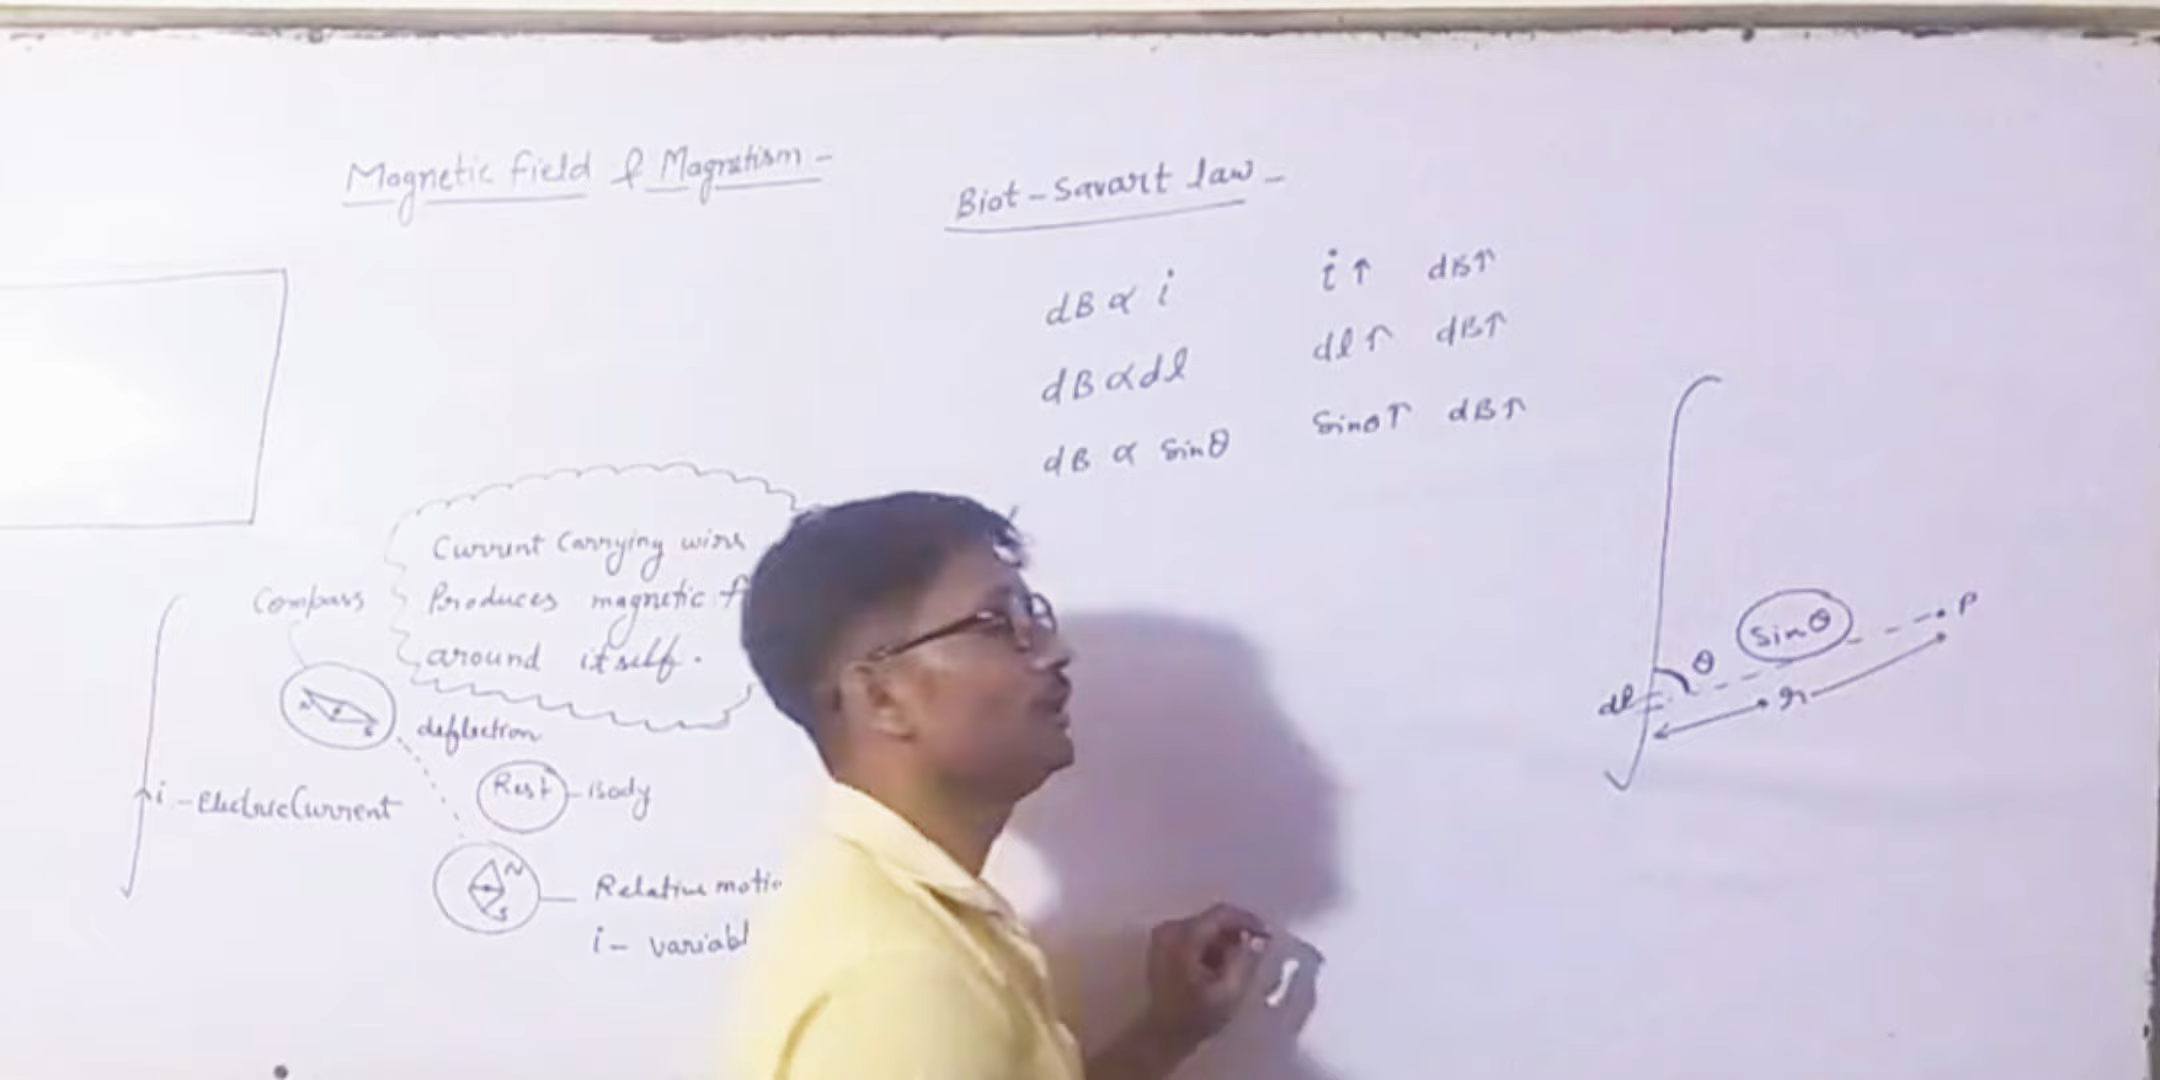 Magnetic field & Magnetism -
Current Carrying wire
Produces magnetic f
around itself.
Compass
N
S
deflection
i - Electric Current
Rest - Body
N
S
Relative motio
i - variabl
Biot - Savart law -
dB ∝ i i↑ dB↑
dB ∝ dl dl↑ dB↑
dB ∝ Sinθ Sinθ↑ dB↑
Sinθ
P
θ
dl
r